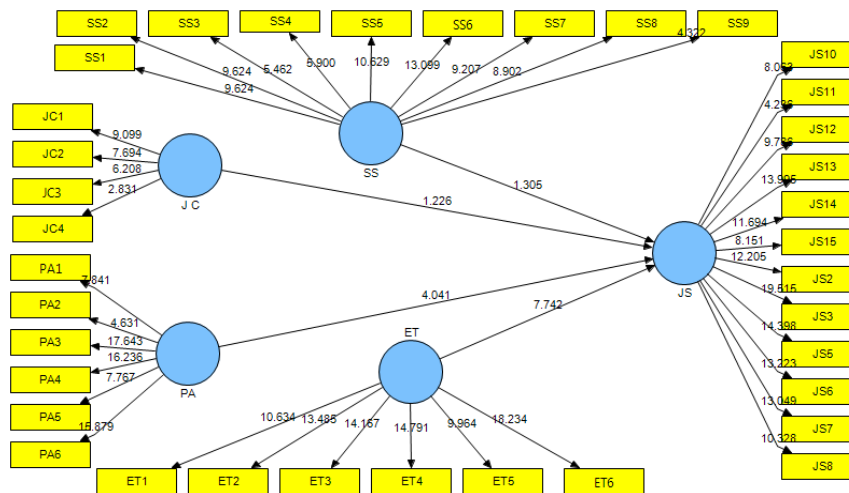 SS2
SS3
SS4
SS5
SS6
SS7
SS8
SS9
SS1
9.624
9.624
5.462
5.900
10.629
13.099
9.207
8.902
4.322
SS
JC1
JC2
JC3
JC4
9.099
7.694
6.208
2.831
J C
1.226
1.305
PA1
PA2
PA3
PA4
PA5
PA6
7.841
4.631
17.643
16.236
7.767
15.879
PA
4.041
7.742
ET
10.634
13.485
14.167
14.791
9.964
18.234
ET1
ET2
ET3
ET4
ET5
ET6
JS
8.063
4.236
13.995
11.694
8.151
12.205
19.515
14.398
13.223
13.049
10.328
JS10
JS11
JS12
JS13
JS14
JS15
JS2
JS3
JS5
JS6
JS7
JS8